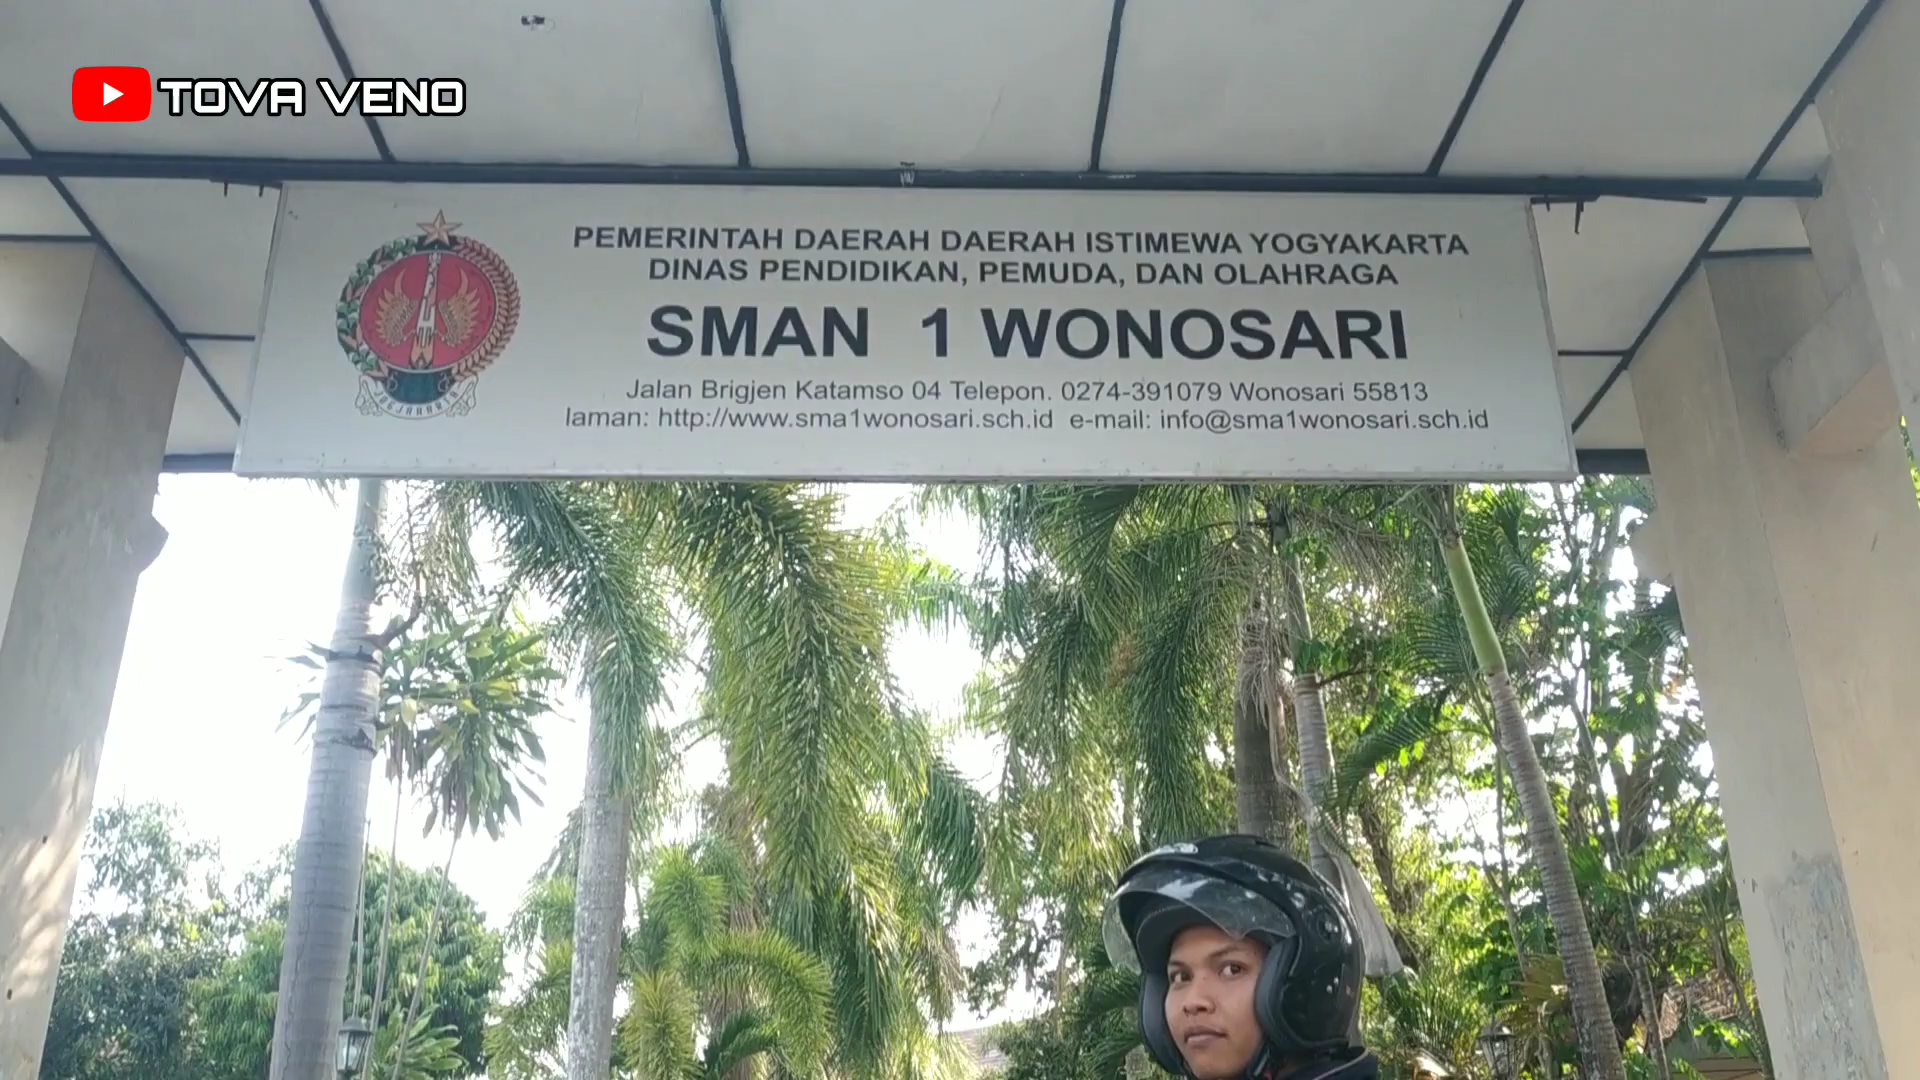 TOVA VENO
PEMERINTAH DAERAH DAERAH ISTIMEWA YOGYAKARTA
DINAS PENDIDIKAN, PEMUDA, DAN OLAHRAGA
SMAN 1 WONOSARI
Jalan Brigjen Katamso 04 Telepon. 0274-391079 Wonosari 55813
laman: http://www.sma1wonosari.sch.id e-mail: info@sma1wonosari.sch.id
JOGJAKARTA